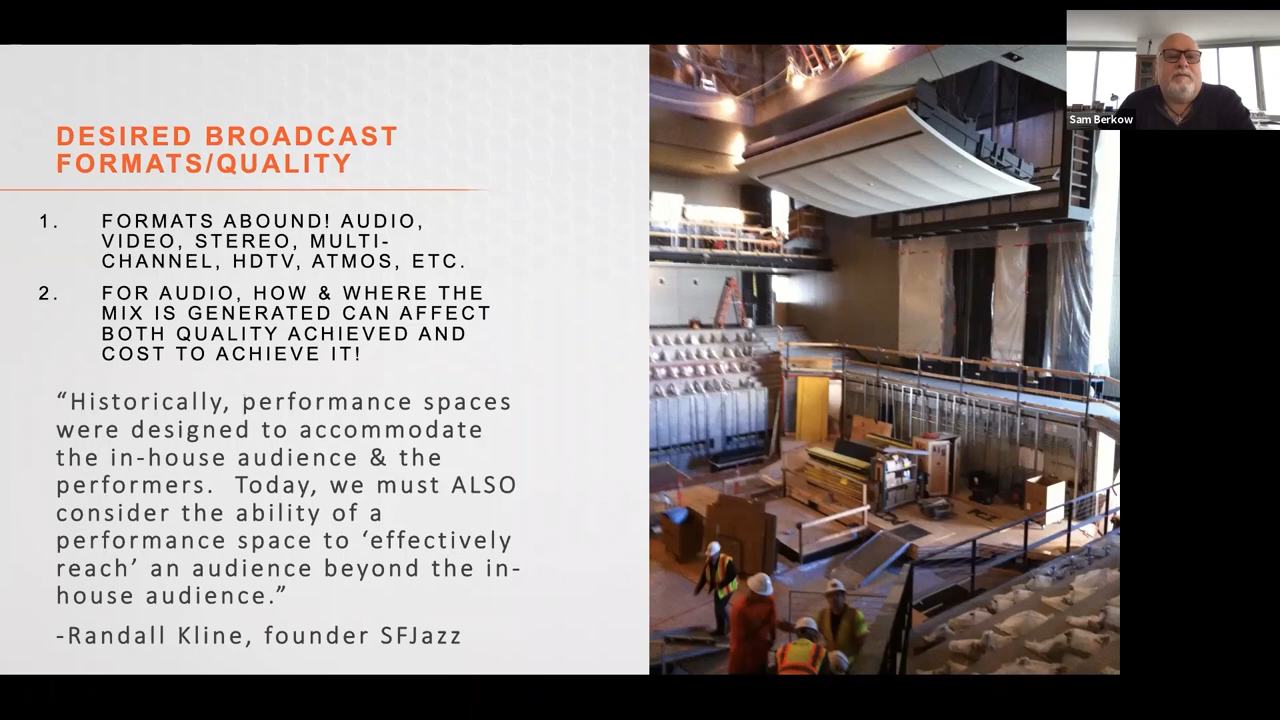 DESIRED BROADCAST
FORMATS/QUALITY
1. FORMATS ABOUND! AUDIO,
VIDEO, STEREO, MULTI-
CHANNEL, HDTV, ATMOS, ETC.
2. FOR AUDIO, HOW & WHERE THE
MIX IS GENERATED CAN AFFECT
BOTH QUALITY ACHIEVED AND
COST TO ACHIEVE IT!
“Historically, performance spaces
were designed to accommodate
the in-house audience & the
performers. Today, we must ALSO
consider the ability of a
performance space to ‘effectively
reach’ an audience beyond the in-
house audience.”
-Randall Kline, founder SFJazz
Sam Berkow